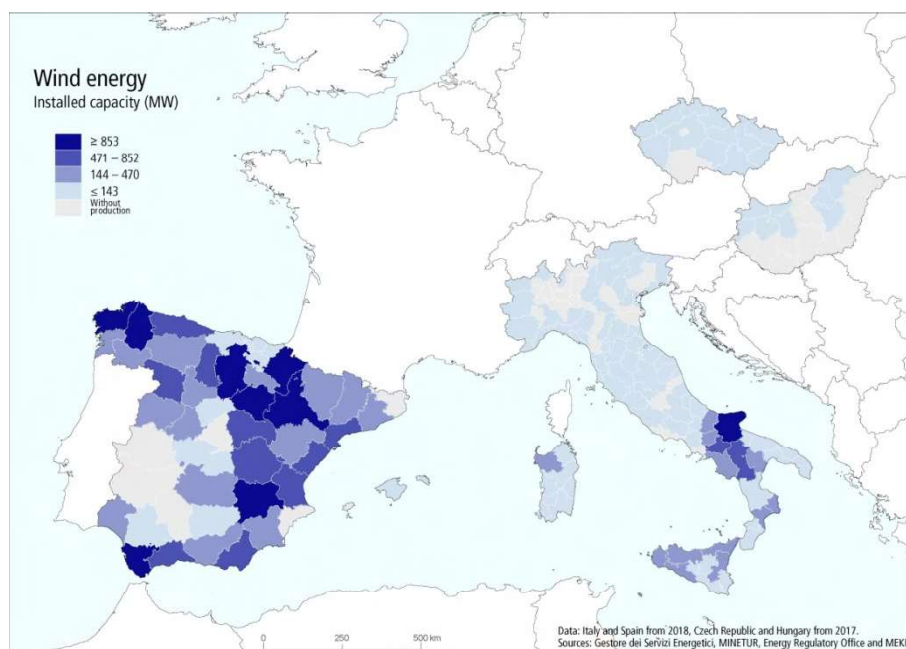 Wind energy
Installed capacity (MW)
≥ 853
471 – 852
144 – 470
≤ 143
Without
production
0 250 500 km
Data: Italy and Spain from 2018, Czech Republic and Hungary from 2017.
Sources: Gestore dei Servizi Energetici, MINETUR, Energy Regulatory Office and MEKH